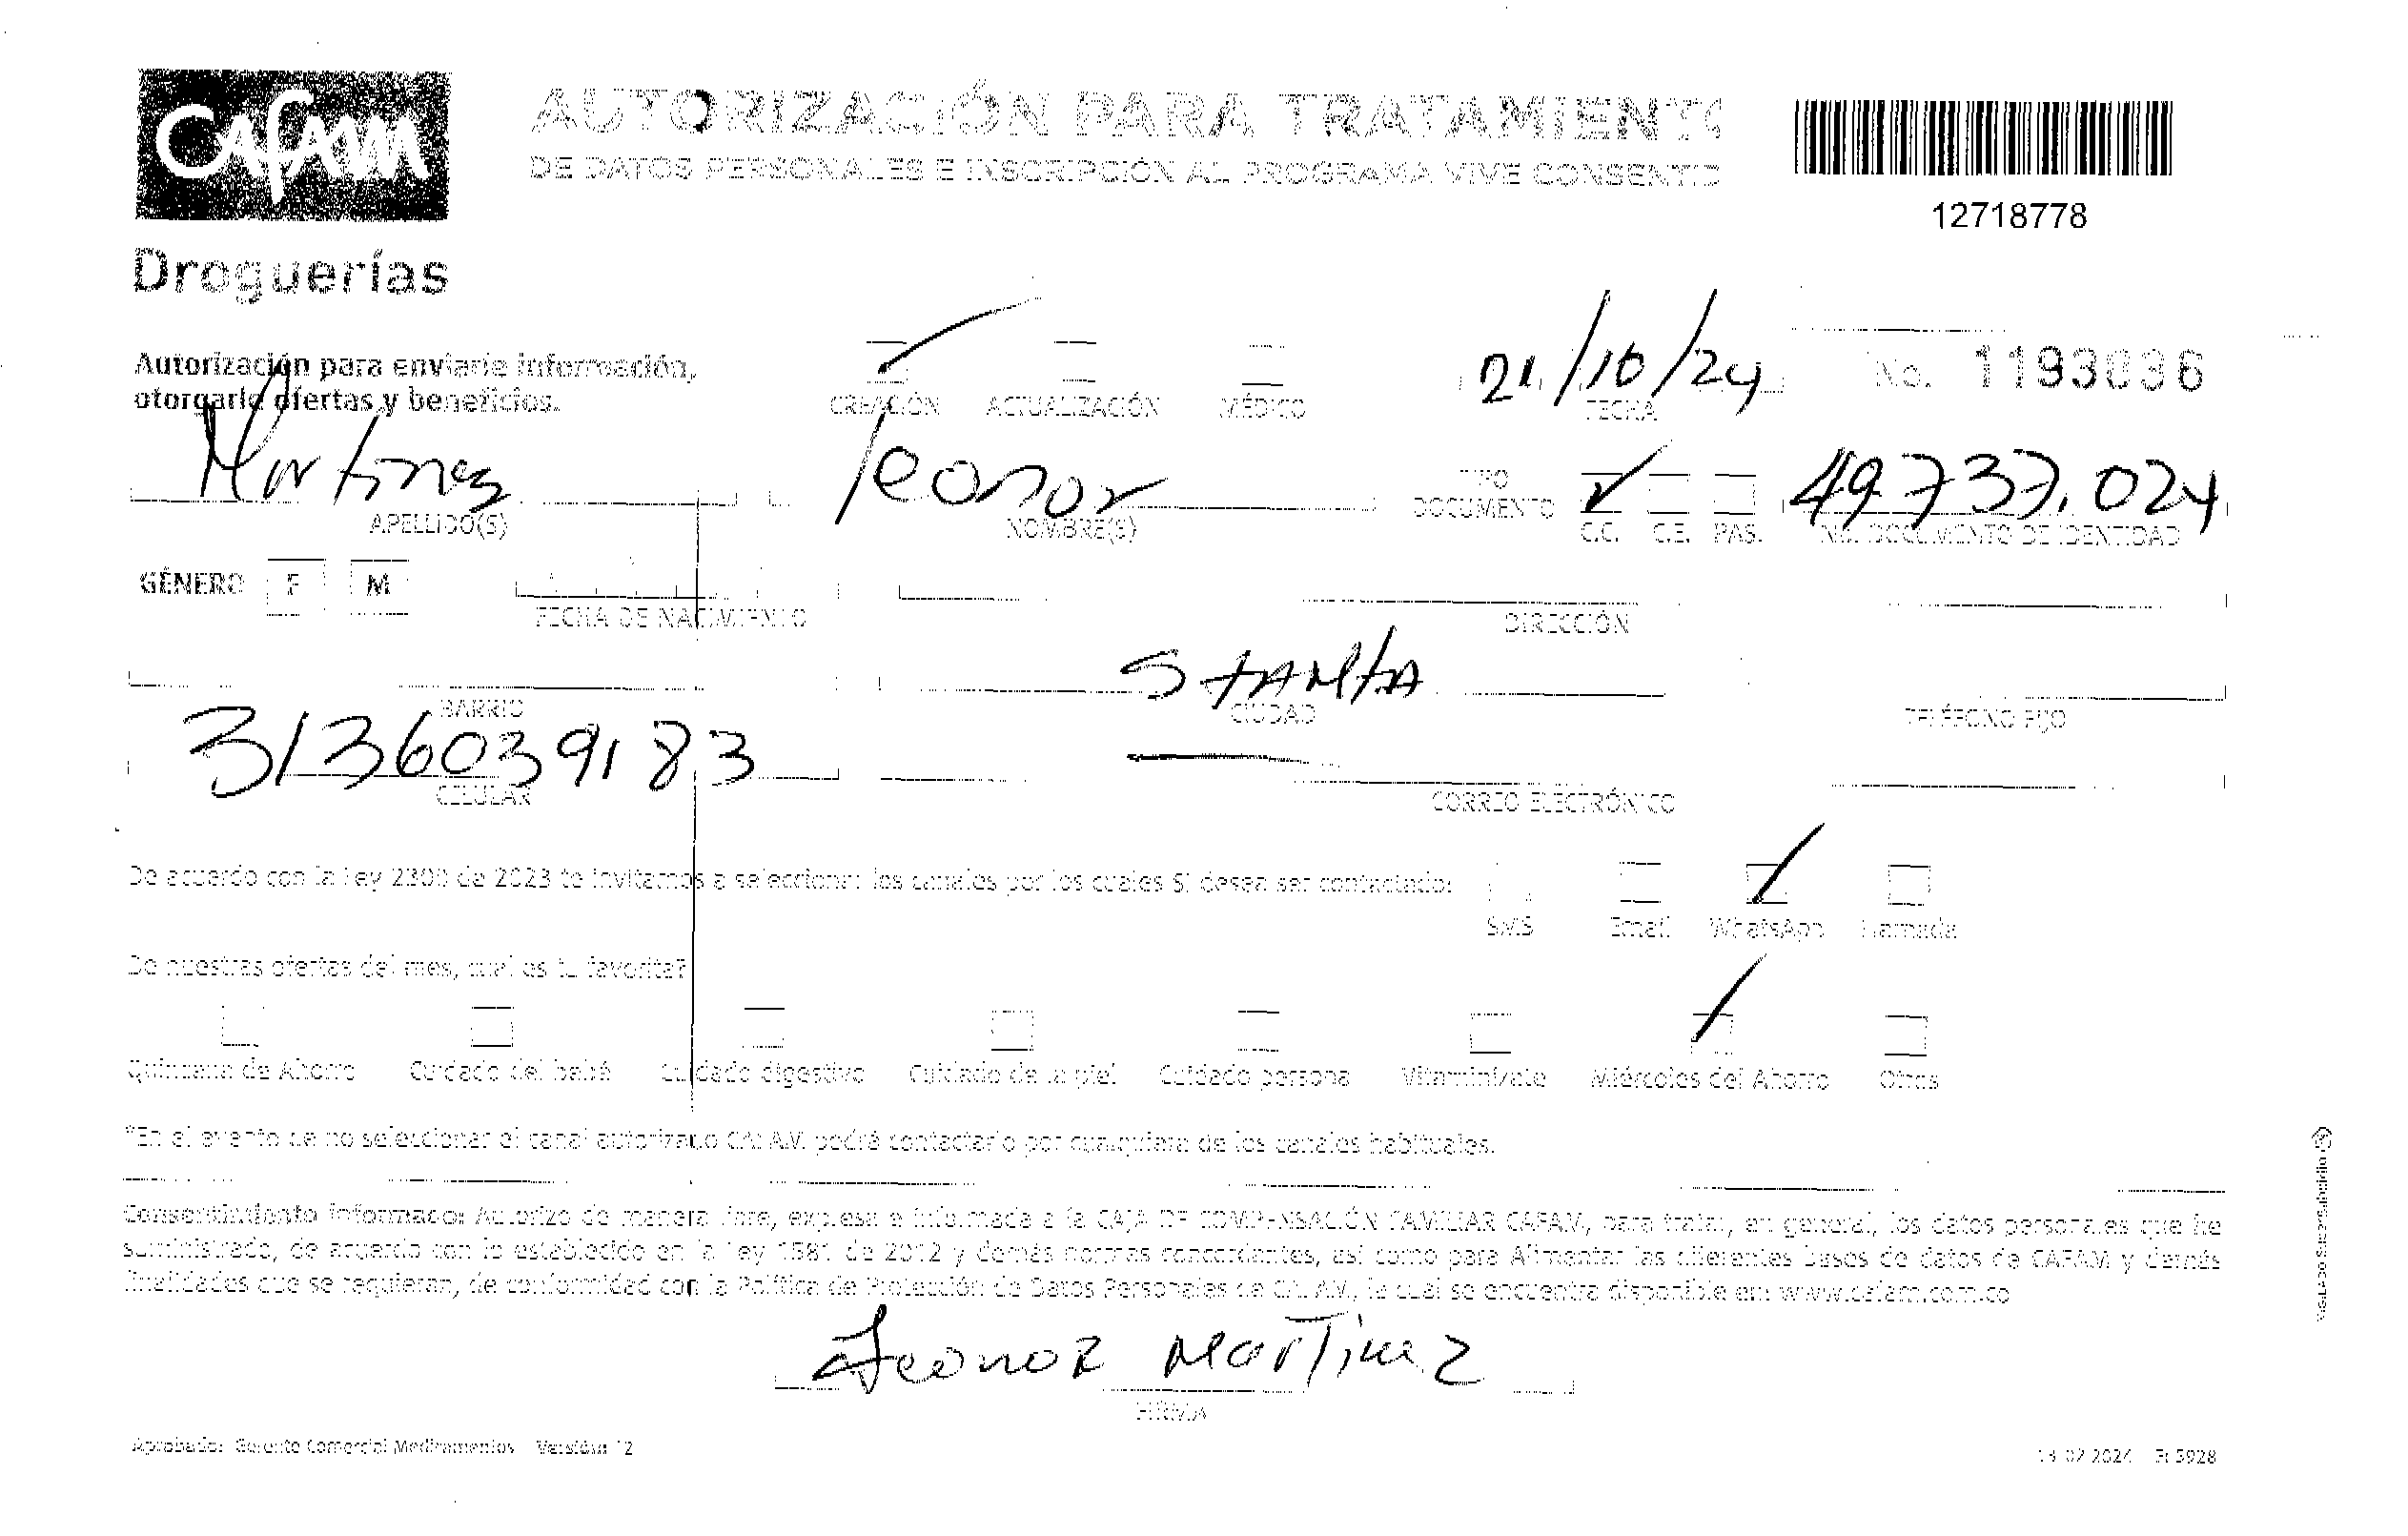 Cafam
AUTORIZACIÓN PARA TRATAMIENTO
DE DATOS PERSONALES E INSCRIPCIÓN AL PROGRAMA VIVE CONSENTID
12718778
Droguerías
Autorización para enviarle información,
otorgarle ofertas y beneficios.
CREACIÓN ACTUALIZACIÓN MÉDICO
21/10/24
FECHA
No. 1193036
Martinez Leonor
TIPO DOCUMENTO C.C. C.E. PAS.
49.737.024
APELLIDO(S) NOMBRE(S) No. DOCUMENTO DE IDENTIDAD
GÉNERO F M
FECHA DE NACIMIENTO DIRECCIÓN
STAMTA
BARRIO CIUDAD TELÉFONO FIJO
3136039183
CELULAR CORREO ELECTRÓNICO
De acuerdo con la Ley 2300 de 2023 te invitamos a seleccionar los canales por los cuales SI desea ser contactado:
SMS Email WhatsApp Llamada
De nuestras ofertas del mes, cual es tu favorita?
Quincena de Ahorro Cuidado del bebé Cuidado digestivo Cuidado de la piel Cuidado persona Vitaminízate Miércoles del Ahorro Otros
*En el evento de no seleccionar el canal autorizado CAFAM podrá contactarlo por cualquiera de los canales habituales.
Consentimiento informado: Autorizo de manera libre, expresa e informada a la CAJA DE COMPENSACIÓN FAMILIAR CAFAM, para tratar, en general, los datos personales que he
suministrado, de acuerdo con lo establecido en la Ley 1581 de 2012 y demás normas concordantes, así como para Alimentar las diferentes bases de datos de CAFAM y demás
finalidades que se requieran, de conformidad con la Política de Protección de Datos Personales de CAFAM, la cual se encuentra disponible en: www.cafam.com.co
Leonor Martinez
FIRMA
Aprobado: Gerente Comercial Medicamentos Versión: 12
2024 5928
VIGILADO SuperSubsidio